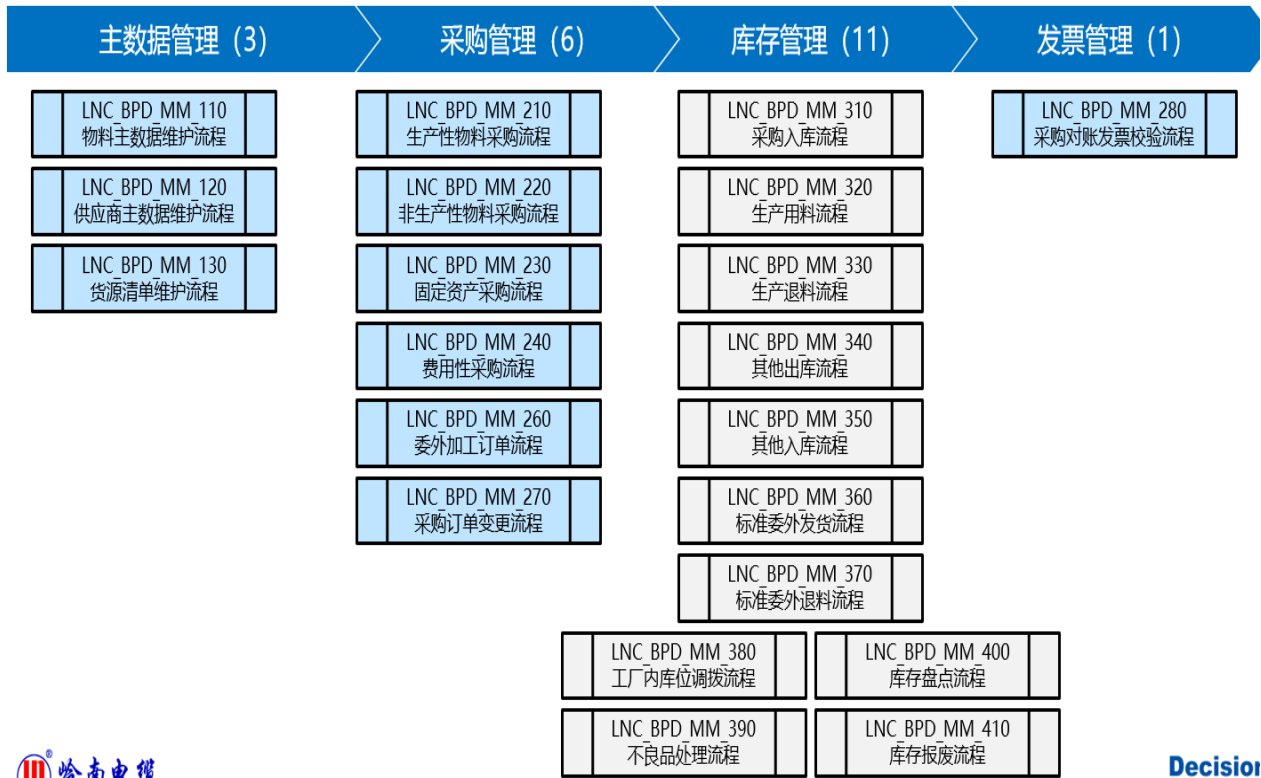 主数据管理（3）
采购管理（6）
库存管理（11）
发票管理（1）
LNC_BPD_MM_110
物料主数据维护流程
LNC_BPD_MM_120
供应商主数据维护流程
LNC_BPD_MM_130
货源清单维护流程
LNC_BPD_MM_210
生产性物料采购流程
LNC_BPD_MM_220
非生产性物料采购流程
LNC_BPD_MM_230
固定资产采购流程
LNC_BPD_MM_240
费用性采购流程
LNC_BPD_MM_260
委外加工订单流程
LNC_BPD_MM_270
采购订单变更流程
LNC_BPD_MM_310
采购入库流程
LNC_BPD_MM_320
生产用料流程
LNC_BPD_MM_330
生产退料流程
LNC_BPD_MM_340
其他出库流程
LNC_BPD_MM_350
其他入库流程
LNC_BPD_MM_360
标准委外发货流程
LNC_BPD_MM_370
标准委外退料流程
LNC_BPD_MM_380
工厂内库位调拨流程
LNC_BPD_MM_390
不良品处理流程
LNC_BPD_MM_400
库存盘点流程
LNC_BPD_MM_410
库存报废流程
LNC_BPD_MM_280
采购对账发票校验流程
®岭南电缆
Decision